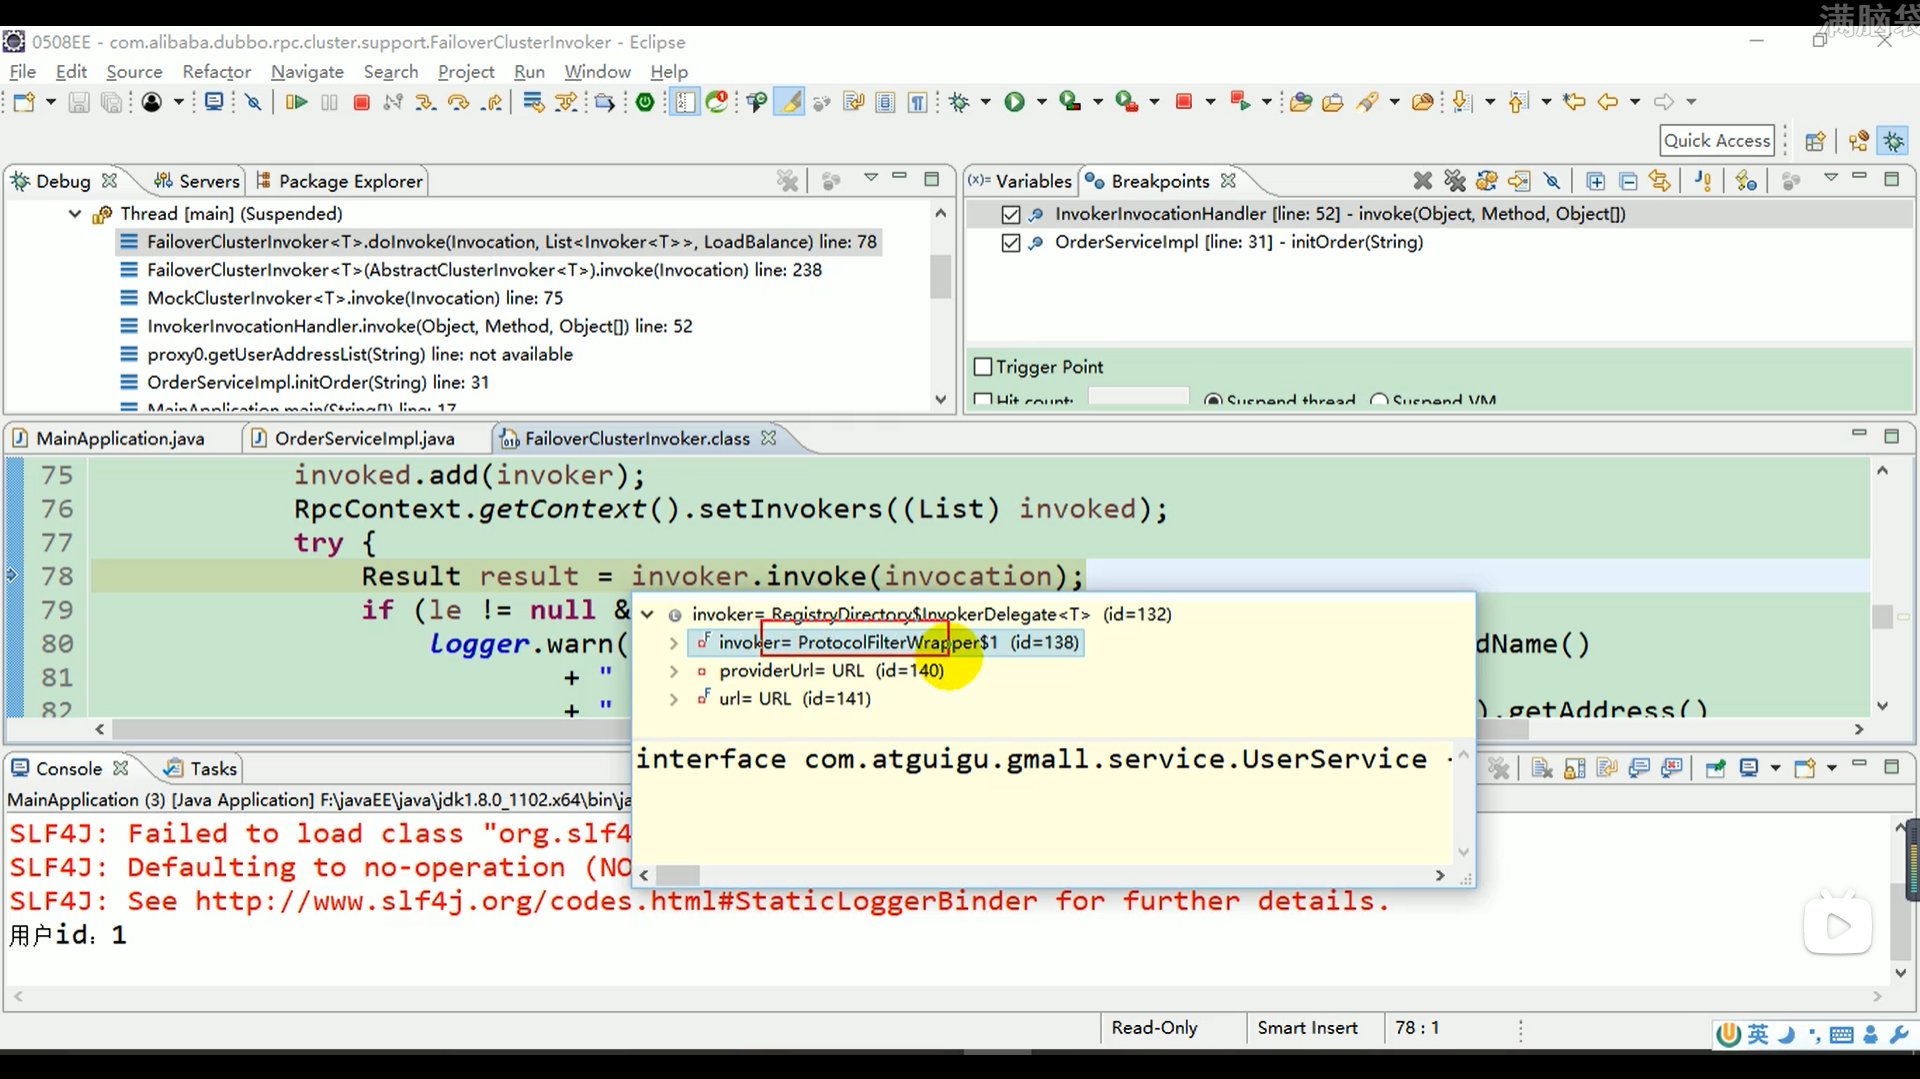 满脑袋
0508EE - com.alibaba.dubbo.rpc.cluster.support.FailoverClusterInvoker - Eclipse
File Edit Source Refactor Navigate Search Project Run Window Help
Quick Access
Debug Servers Package Explorer
Thread [main] (Suspended)
FailoverClusterInvoker<T>.doInvoke(Invocation, List<Invoker<T>>, LoadBalance) line: 78
FailoverClusterInvoker<T>(AbstractClusterInvoker<T>).invoke(Invocation) line: 238
MockClusterInvoker<T>.invoke(Invocation) line: 75
InvokerInvocationHandler.invoke(Object, Method, Object[]) line: 52
proxy0.getUserAddressList(String) line: not available
OrderServiceImpl.initOrder(String) line: 31
MainApplication.main(String[]) line: 17
(x)= Variables Breakpoints
InvokerInvocationHandler [line: 52] - invoke(Object, Method, Object[])
OrderServiceImpl [line: 31] - initOrder(String)
Trigger Point
Hit count: Suspend thread Suspend VM
MainApplication.java OrderServiceImpl.java FailoverClusterInvoker.class
75 invoked.add(invoker);
76 RpcContext.getContext().setInvokers((List) invoked);
77 try {
78 Result result = invoker.invoke(invocation);
79 if (le != null &
80 logger.warn( dName()
81 + "
82 + " ).getAddress()
invoker= RegistryDirectory$InvokerDelegate<T> (id=132)
invoker= ProtocolFilterWrapper$1 (id=138)
providerUrl= URL (id=140)
url= URL (id=141)
interface com.atguigu.gmall.service.UserService
Console Tasks
MainApplication (3) [Java Application] F:\javaEE\java\jdk1.8.0_1102.x64\bin\ja
SLF4J: Failed to load class "org.slf4
SLF4J: Defaulting to no-operation (NO
SLF4J: See http://www.slf4j.org/codes.html#StaticLoggerBinder for further details.
用户id：1
Read-Only Smart Insert 78 : 1
英